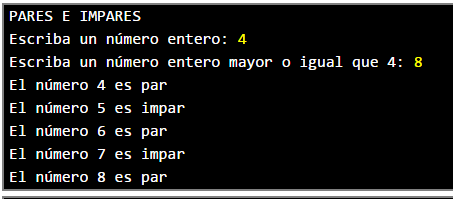 PARES E IMPARES
Escriba un número entero: 4
Escriba un número entero mayor o igual que 4: 8
El número 4 es par
El número 5 es impar
El número 6 es par
El número 7 es impar
El número 8 es par